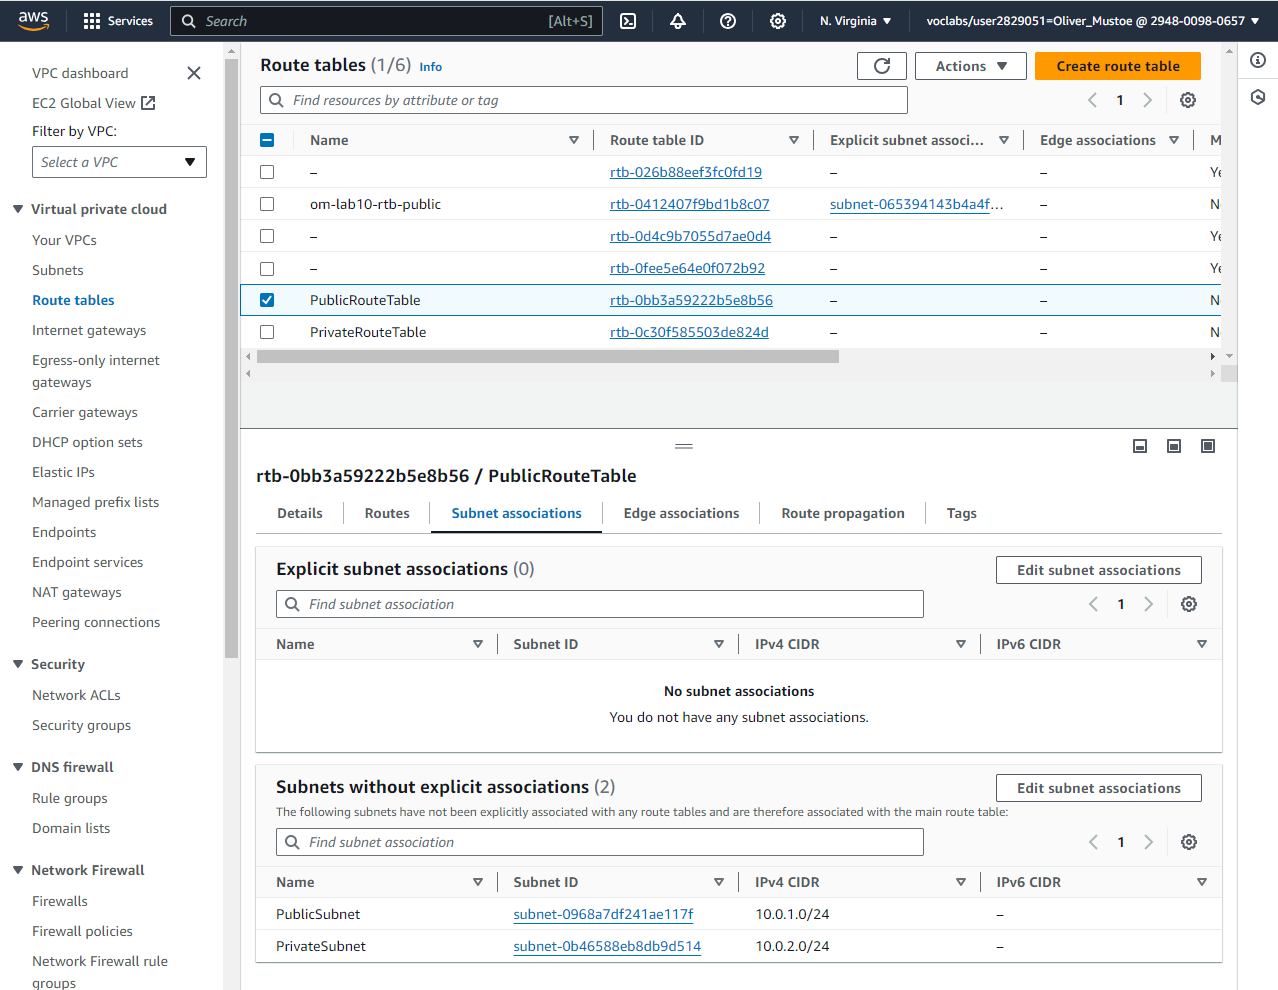 aws Services Search [Alt+S] N. Virginia voclabs/user2829051=Oliver_Mustoe @ 2948-0098-0657
VPC dashboard
EC2 Global View
Filter by VPC:
Select a VPC
Virtual private cloud
Your VPCs
Subnets
Route tables
Internet gateways
Egress-only internet
gateways
Carrier gateways
DHCP option sets
Elastic IPs
Managed prefix lists
Endpoints
Endpoint services
NAT gateways
Peering connections
Security
Network ACLs
Security groups
DNS firewall
Rule groups
Domain lists
Network Firewall
Firewalls
Firewall policies
Network Firewall rule
groups
Route tables (1/6) Info Actions Create route table
Find resources by attribute or tag 1
Name Route table ID Explicit subnet associ... Edge associations M
– rtb-026b88eef3fc0fd19 – – Ye
om-lab10-rtb-public rtb-0412407f9bd1b8c07 subnet-065394143b4a4f... – N
– rtb-0d4c9b7055d7ae0d4 – – Ye
– rtb-0fee5e64e0f072b92 – – Ye
PublicRouteTable rtb-0bb3a59222b5e8b56 – – N
PrivateRouteTable rtb-0c30f585503de824d – – N
rtb-0bb3a59222b5e8b56 / PublicRouteTable
Details Routes Subnet associations Edge associations Route propagation Tags
Explicit subnet associations (0) Edit subnet associations
Find subnet association 1
Name Subnet ID IPv4 CIDR IPv6 CIDR
No subnet associations
You do not have any subnet associations.
Subnets without explicit associations (2) Edit subnet associations
The following subnets have not been explicitly associated with any route tables and are therefore associated with the main route table:
Find subnet association 1
Name Subnet ID IPv4 CIDR IPv6 CIDR
PublicSubnet subnet-0968a7df241ae117f 10.0.1.0/24 –
PrivateSubnet subnet-0b46588eb8db9d514 10.0.2.0/24 –